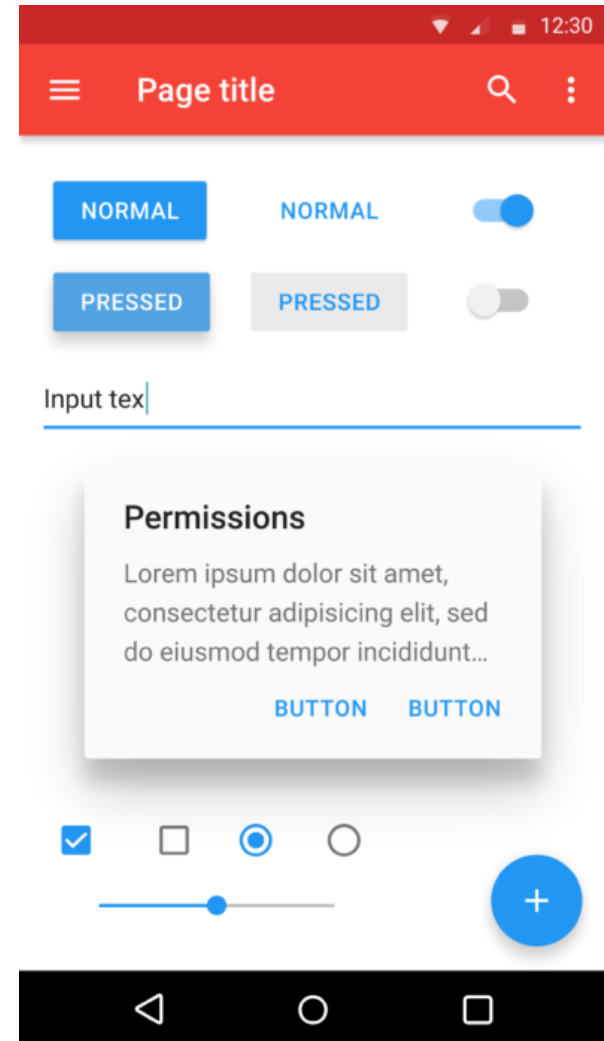 12:30
Page title
NORMAL NORMAL
PRESSED PRESSED
Input tex
Permissions
Lorem ipsum dolor sit amet,
consectetur adipisicing elit, sed
do eiusmod tempor incididunt…
BUTTON BUTTON